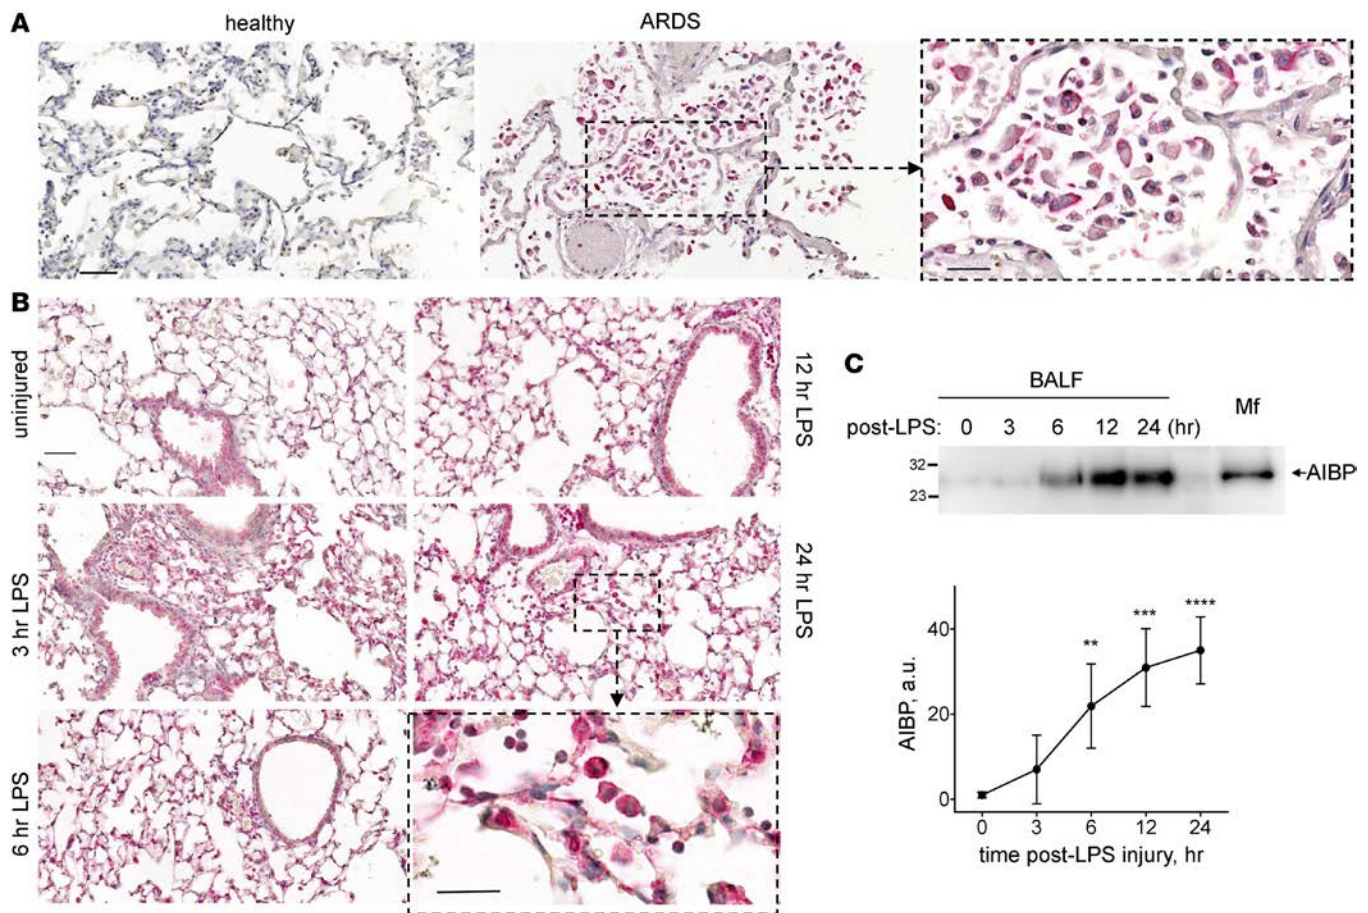 A
healthy
ARDS
B
uninjured
3 hr LPS
6 hr LPS
12 hr LPS
24 hr LPS
C
BALF
Mf
post-LPS: 0 3 6 12 24 (hr)
32
23
AIBP
**
***
****
40
20
0
AIBP, a.u.
0 3 6 12 24
time post-LPS injury, hr